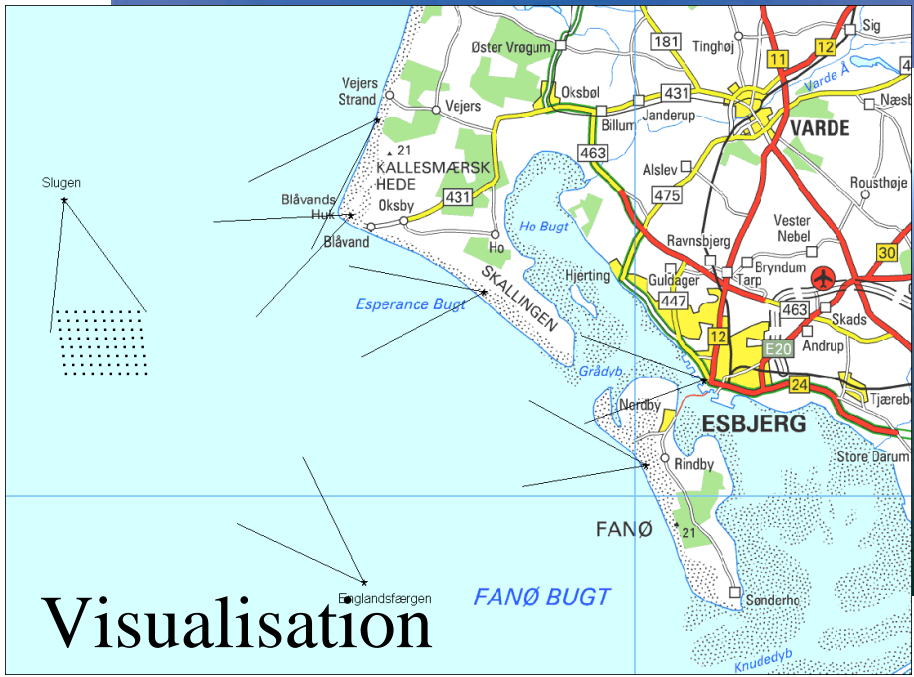 Sig
181
Tinghøj
12
Øster Vrøgum
11
Vejers
Strand
Oksbøl
431
Varde Å
Vejers
Billum
Janderup
VARDE
21
463
KALLESMÆRSK
HEDE
Alslev
Slugen
475
Rousthøje
Blåvands
Huk
Oksby
431
Vester
Nebel
Blåvand
Ho
Ho Bugt
Ravnsbjerg
30
SKALLINGEN
Hjerting
Guldager
Bryndum
Tarp
Esperance Bugt
447
463
Skads
12
E20
Andrup
Grådyb
24
Nordby
Tjæreb
ESBJERG
Store Darum
Rindby
FANØ
21
Englandsfærgen
FANØ BUGT
Sønderho
Visualisation
Knudedyb